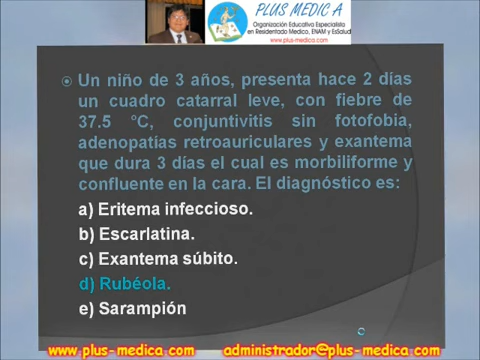 PLUS MEDIC A
Organización Educativa Especialista
en Residentado Medico, ENAM y EsSalud
www.plus-medica.com
Un niño de 3 años, presenta hace 2 días
un cuadro catarral leve, con fiebre de
37.5 °C, conjuntivitis sin fotofobia,
adenopatías retroauriculares y exantema
que dura 3 días el cual es morbiliforme y
confluente en la cara. El diagnóstico es:
a) Eritema infeccioso.
b) Escarlatina.
c) Exantema súbito.
d) Rubéola.
e) Sarampión
www.plus-medica.com administrador@plus-medica.com